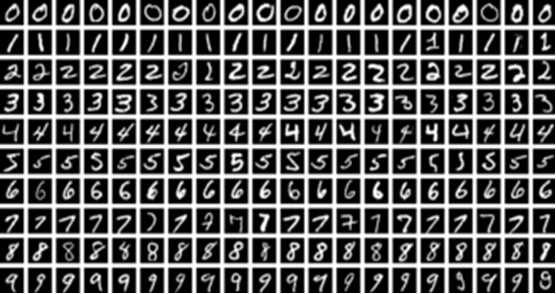 0 0 0 0 0 0 0 0 0 0 0 0 0 0 0 0 0 0 0 0
1 1 1 1 1 1 1 1 1 1 1 1 1 1 1 1 1 1 1 1
2 2 2 2 2 2 2 2 2 2 2 2 2 2 2 2 2 2 2 2
3 3 3 3 3 3 3 3 3 3 3 3 3 3 3 3 3 3 3 3
4 4 4 4 4 4 4 4 4 4 4 4 4 4 4 4 4 4 4 4
5 5 5 5 5 5 5 5 5 5 5 5 5 5 5 5 5 5 5 5
6 6 6 6 6 6 6 6 6 6 6 6 6 6 6 6 6 6 6 6
7 7 7 7 7 7 7 7 7 7 7 7 7 7 7 7 7 7 7 7
8 8 8 8 8 8 8 8 8 8 8 8 8 8 8 8 8 8 8 8
9 9 9 9 9 9 9 9 9 9 9 9 9 9 9 9 9 9 9 9